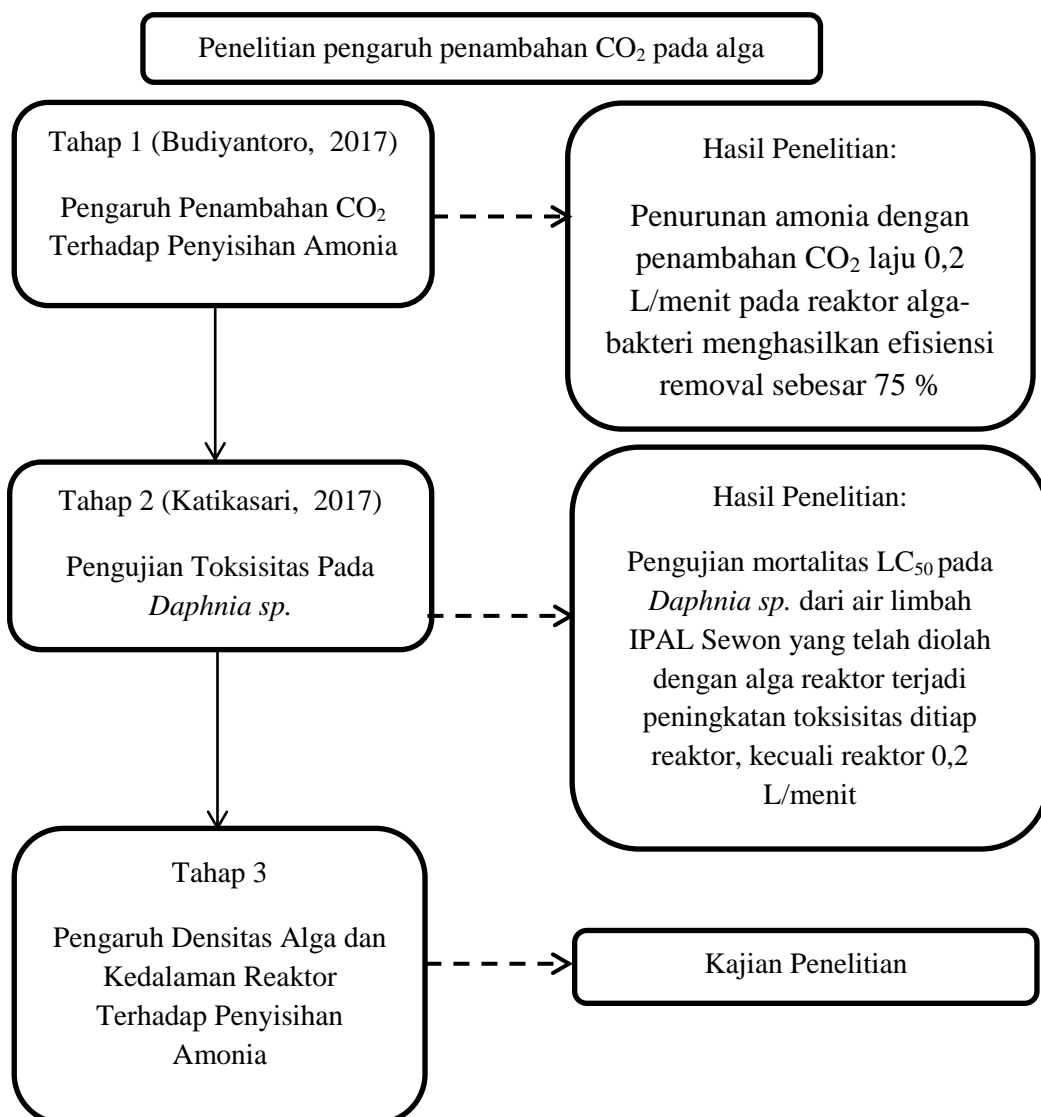 Penelitian pengaruh penambahan CO₂ pada alga
Tahap 1 (Budiyantoro, 2017)
Pengaruh Penambahan CO₂
Terhadap Penyisihan Amonia
Hasil Penelitian:
Penurunan amonia dengan
penambahan CO₂ laju 0,2
L/menit pada reaktor alga-
bakteri menghasilkan efisiensi
removal sebesar 75 %
Tahap 2 (Katikasari, 2017)
Pengujian Toksisitas Pada
Daphnia sp.
Hasil Penelitian:
Pengujian mortalitas LC₅₀ pada
Daphnia sp. dari air limbah
IPAL Sewon yang telah diolah
dengan alga reaktor terjadi
peningkatan toksisitas ditiap
reaktor, kecuali reaktor 0,2
L/menit
Tahap 3
Pengaruh Densitas Alga dan
Kedalaman Reaktor
Terhadap Penyisihan
Amonia
Kajian Penelitian